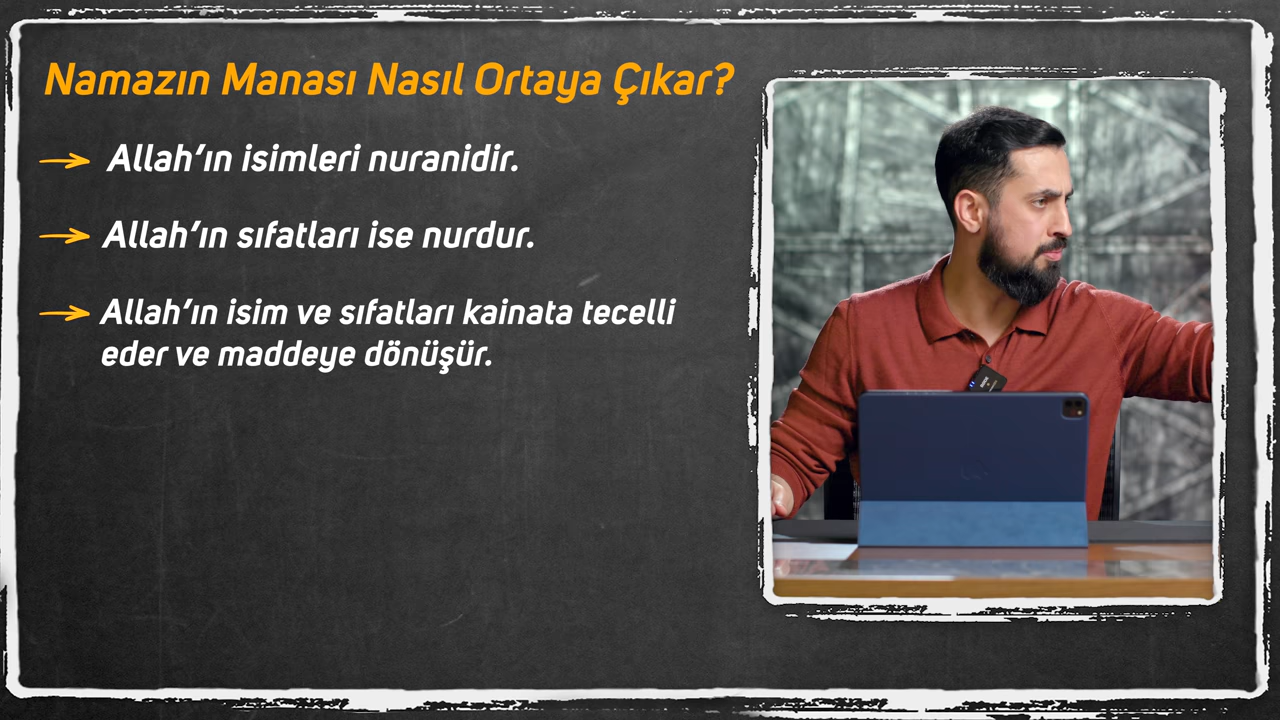 Namazın Manası Nasıl Ortaya Çıkar?
Allah'ın isimleri nuranidir.
Allah'ın sıfatları ise nurdur.
Allah'ın isim ve sıfatları kainata tecelli
eder ve maddeye dönüşür.